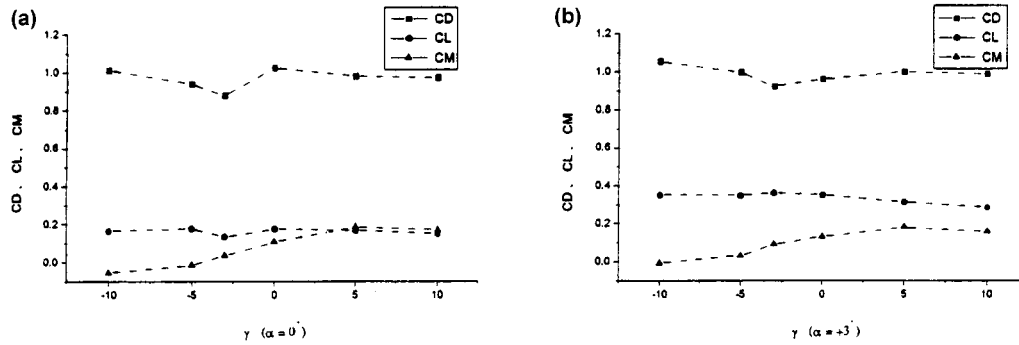 (a)
CD
CL
CM
1.2
1.0
0.8
0.6
0.4
0.2
0.0
CD、CL、CM
-10
-5
0
5
10
γ (α = 0°)
(b)
CD
CL
CM
1.2
1.0
0.8
0.6
0.4
0.2
0.0
CD、CL、CM
-10
-5
0
5
10
γ (α = +3°)